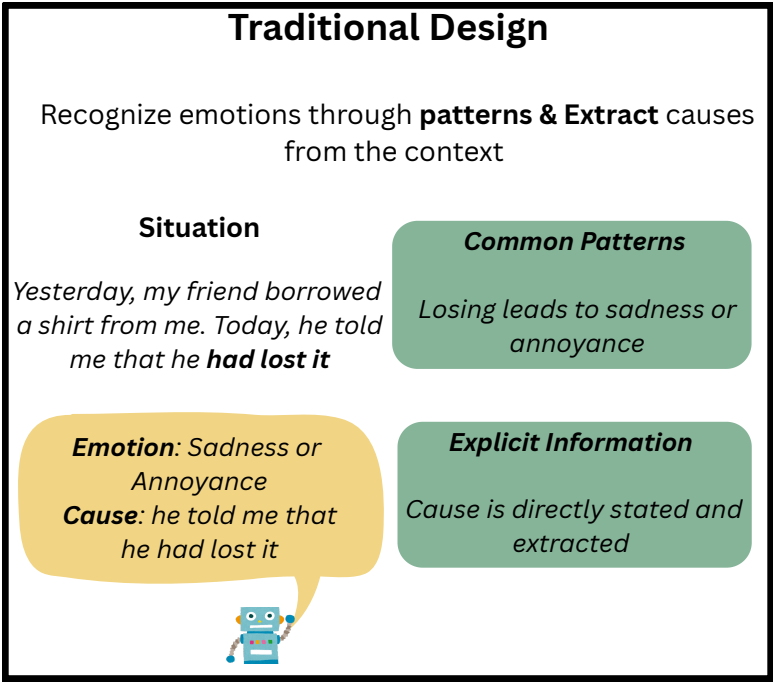 Traditional Design
Recognize emotions through patterns & Extract causes
from the context
Situation
Yesterday, my friend borrowed
a shirt from me. Today, he told
me that he had lost it
Common Patterns
Losing leads to sadness or
annoyance
Emotion: Sadness or
Annoyance
Cause: he told me that
he had lost it
Explicit Information
Cause is directly stated and
extracted